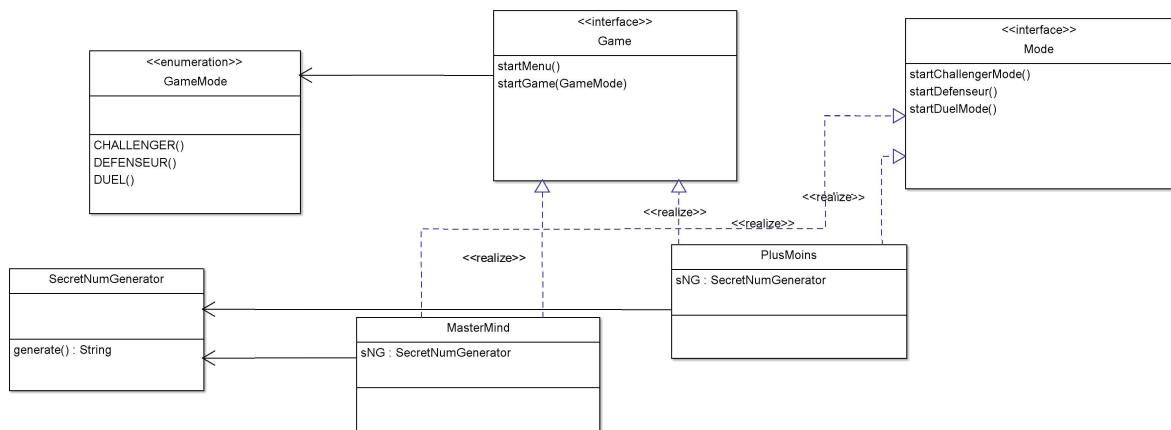 <<interface>>
Game
startMenu()
startGame(GameMode)
<<interface>>
Mode
startChallengerMode()
startDefenseur()
startDuelMode()
<<enumeration>>
GameMode
CHALLENGER()
DEFENSEUR()
DUEL()
<<realize>>
<<realize>>
<<realize>>
<<realize>>
PlusMoins
sNG : SecretNumGenerator
SecretNumGenerator
generate() : String
MasterMind
sNG : SecretNumGenerator